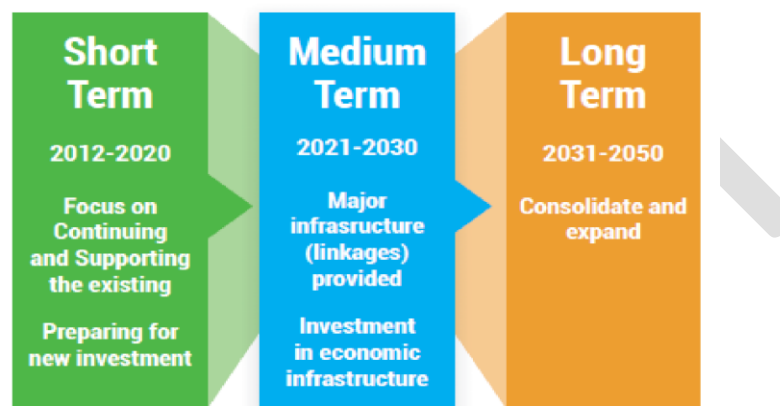 Short
Term
2012-2020
Focus on
Continuing
and Supporting
the existing
Preparing for
new investment
Medium
Term
2021-2030
Major
infrasructure
(linkages)
provided
Investment
in economic
infrastructure
Long
Term
2031-2050
Consolidate and
expand